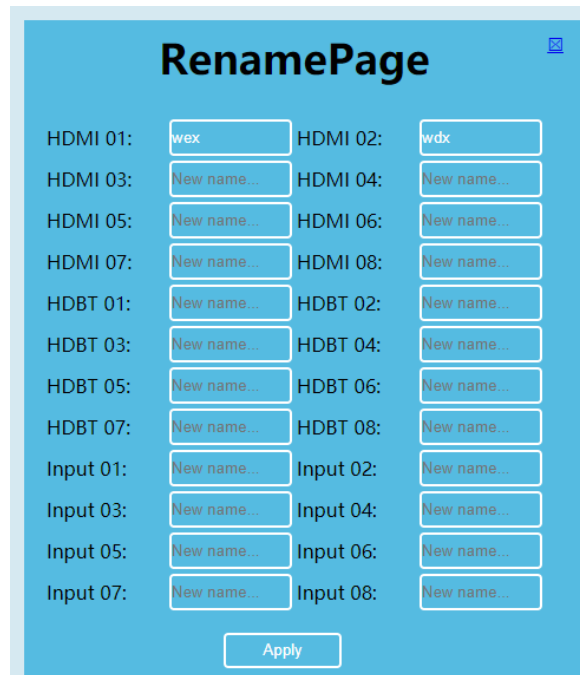 RenamePage
HDMI 01: wex HDMI 02: wdx
HDMI 03: New name... HDMI 04: New name...
HDMI 05: New name... HDMI 06: New name...
HDMI 07: New name... HDMI 08: New name...
HDBT 01: New name... HDBT 02: New name...
HDBT 03: New name... HDBT 04: New name...
HDBT 05: New name... HDBT 06: New name...
HDBT 07: New name... HDBT 08: New name...
Input 01: New name... Input 02: New name...
Input 03: New name... Input 04: New name...
Input 05: New name... Input 06: New name...
Input 07: New name... Input 08: New name...
Apply